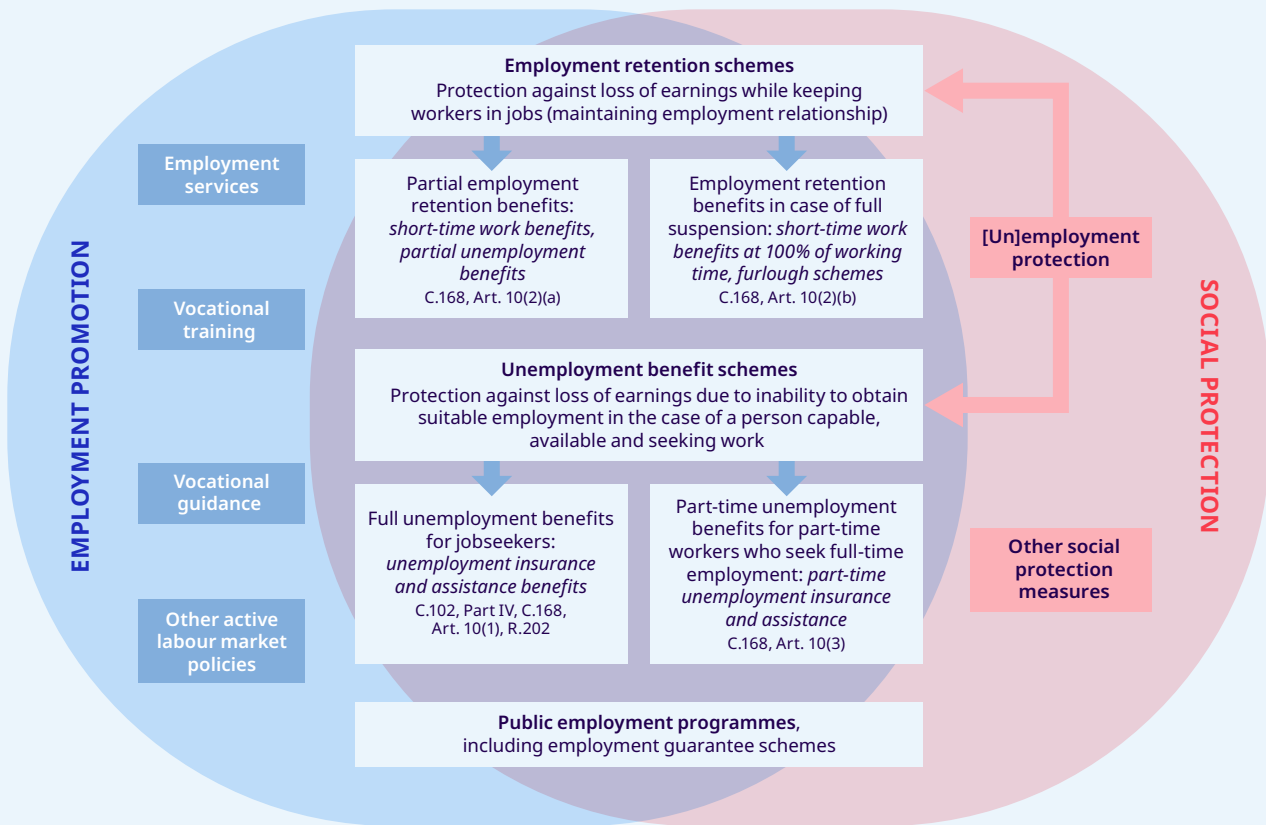 EMPLOYMENT PROMOTION
Employment
services
Vocational
training
Vocational
guidance
Other active
labour market
policies
Employment retention schemes
Protection against loss of earnings while keeping
workers in jobs (maintaining employment relationship)
Partial employment
retention benefits:
short-time work benefits,
partial unemployment
benefits
C.168, Art. 10(2)(a)
Employment retention
benefits in case of full
suspension: short-time work
benefits at 100% of working
time, furlough schemes
C.168, Art. 10(2)(b)
Unemployment benefit schemes
Protection against loss of earnings due to inability to obtain
suitable employment in the case of a person capable,
available and seeking work
Full unemployment benefits
for jobseekers:
unemployment insurance
and assistance benefits
C.102, Part IV, C.168,
Art. 10(1), R.202
Part-time unemployment
benefits for part-time
workers who seek full-time
employment: part-time
unemployment insurance
and assistance
C.168, Art. 10(3)
Public employment programmes,
including employment guarantee schemes
[Un]employment
protection
Other social
protection
measures
SOCIAL PROTECTION